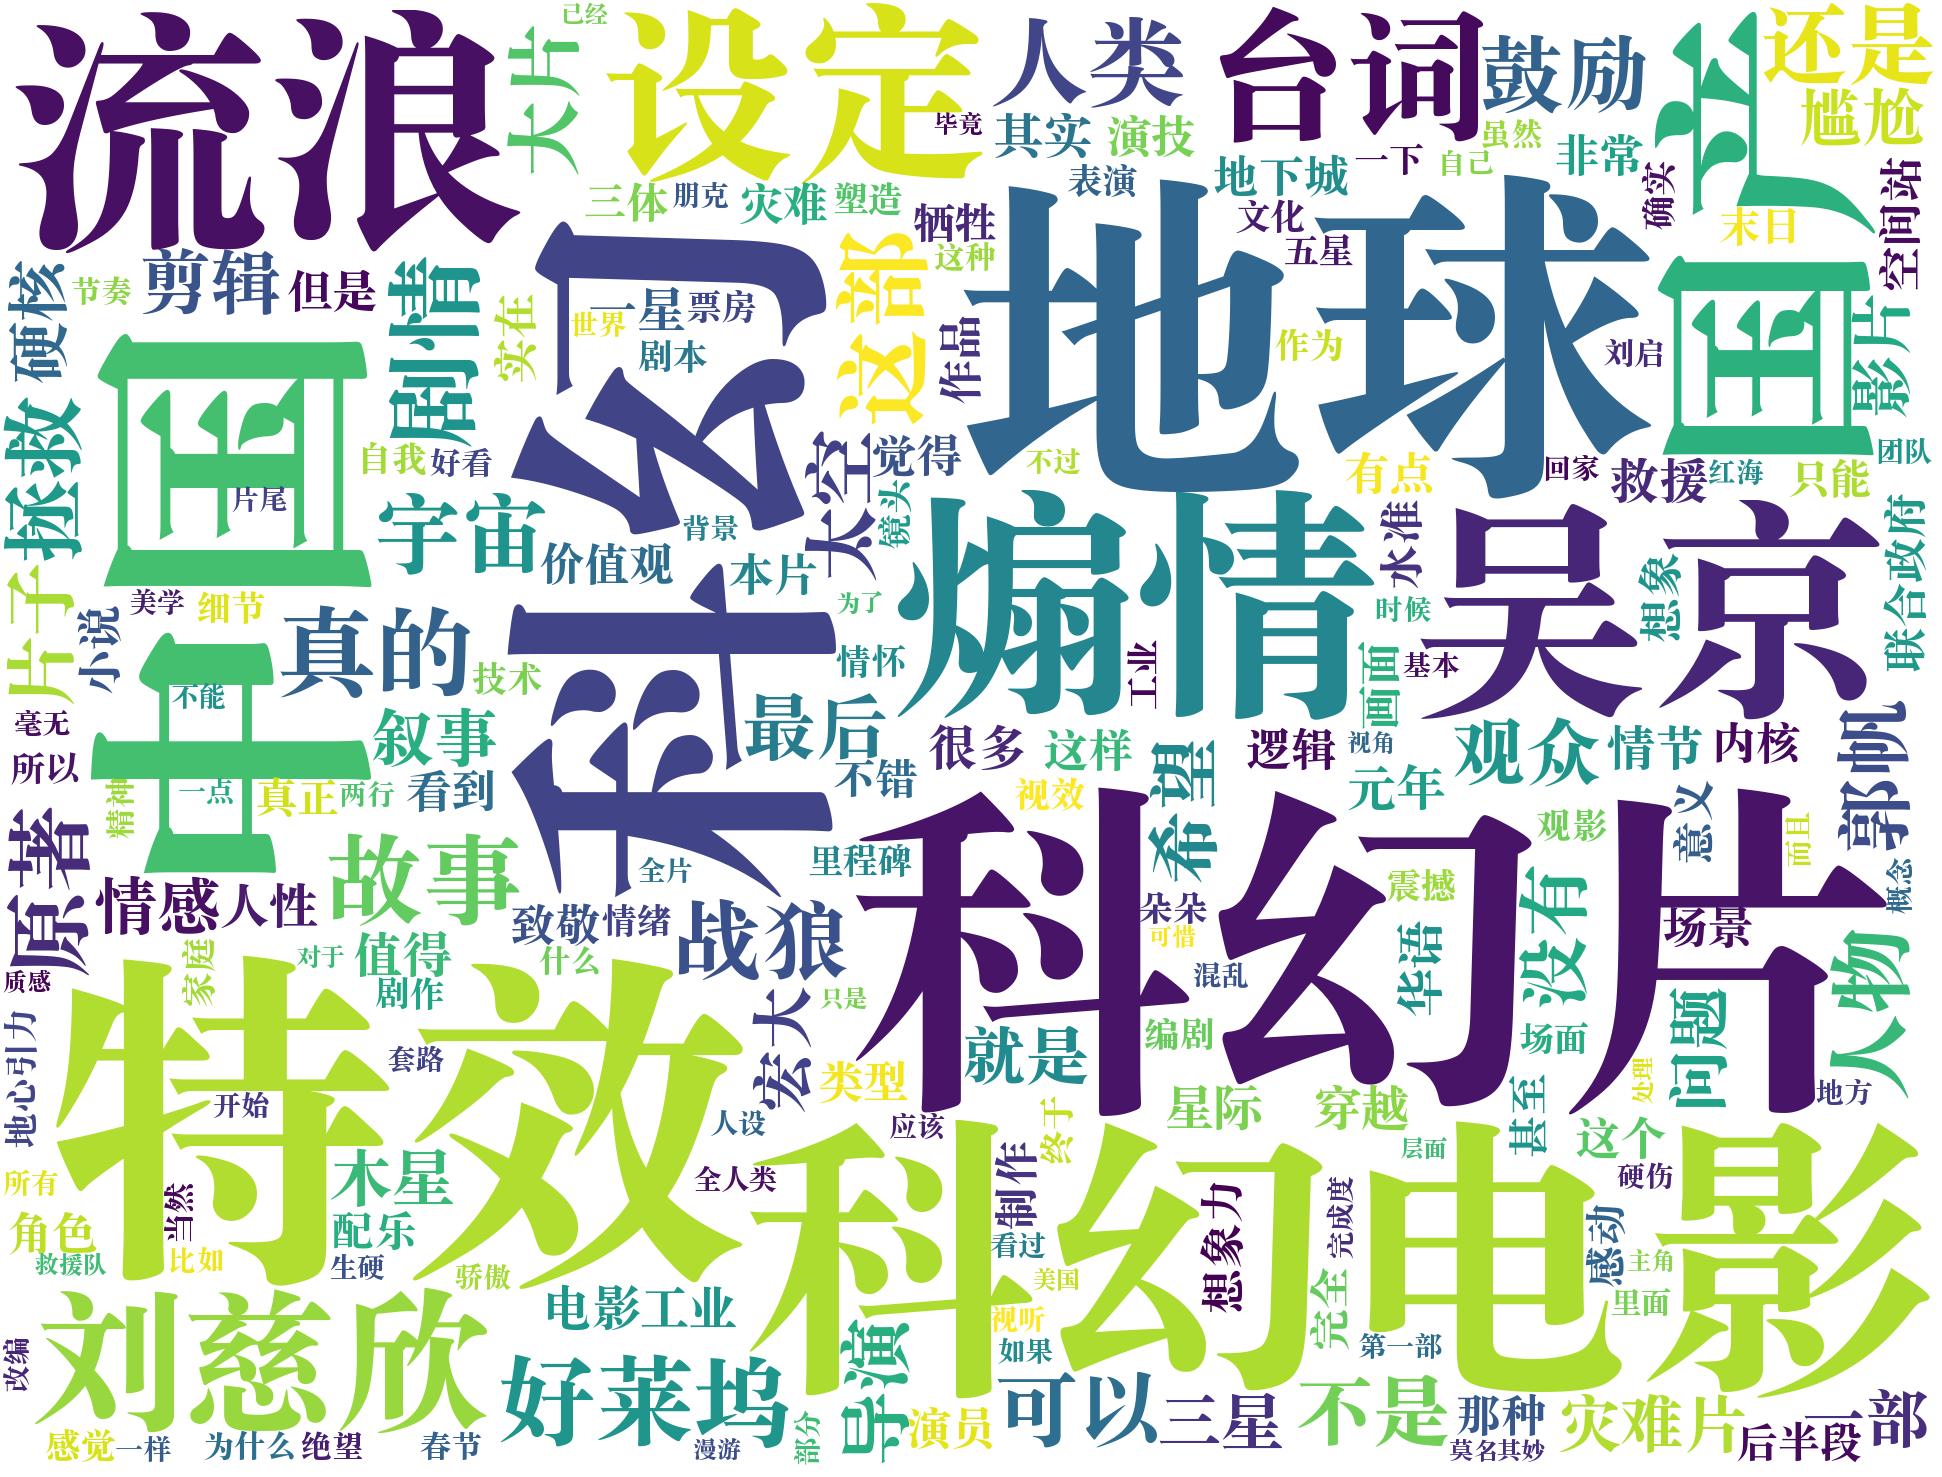 流浪
大片
已经
设定
人类
台词
鼓励
还是
尴尬
毕竟
其实
演技
虽然
非常
中国
三体
朋克
灾难
塑造
表演
地下城
一下
自己
确实
末日
空间站
牺牲
文化
五星
这种
硬核
节奏
剪辑
但是
剧情
实在
科幻
世界
一星
票房
剧本
这部
作品
地球
作为
刘启
影片
中国
拯救
片尾
自我
好看
太空
觉得
不过
有点
回家
救援
红海
只能
团队
宇宙
背景
镜头
煽情
水准
吴京
想象
联合政府
价值观
本片
片子
美学
细节
小说
真的
技术
为了
情怀
时候
工业
画面
基本
不能
毫无
所以
叙事
最后
很多
这样
希望
逻辑
视角
观众
情节
内核
郭帆
精神
一点
真正
两行
看到
不错
视效
元年
科幻片
观影
意义
而且
原著
情感
人性
故事
全片
里程碑
震撼
概念
致敬
情绪
战狼
朵朵
可惜
场景
华语
没有
人物
质感
家庭
对于
值得
剧作
什么
宏大
只是
混乱
特效
地心引力
套路
开始
就是
编剧
场面
问题
处理
地方
类型
人设
应该
终于
星际
穿越
甚至
层面
这个
科幻电影
木星
全人类
制作
硬伤
所有
当然
角色
配乐
想象力
完成度
感动
主角
救援队
比如
生硬
看过
美国
骄傲
刘慈欣
电影工业
视听
完全
里面
改编
好莱坞
导演
如果
第一部
可以
三星
不是
那种
灾难片
一部
感觉
一样
为什么
绝望
春节
漫游
部分
演员
莫名其妙
后半段